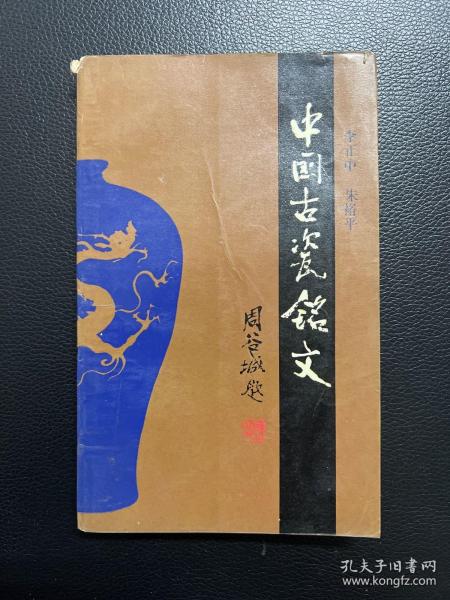 李正中 朱裕平
中国古瓷铭文
周谷城题
孔夫子旧书网
www.kongfz.com